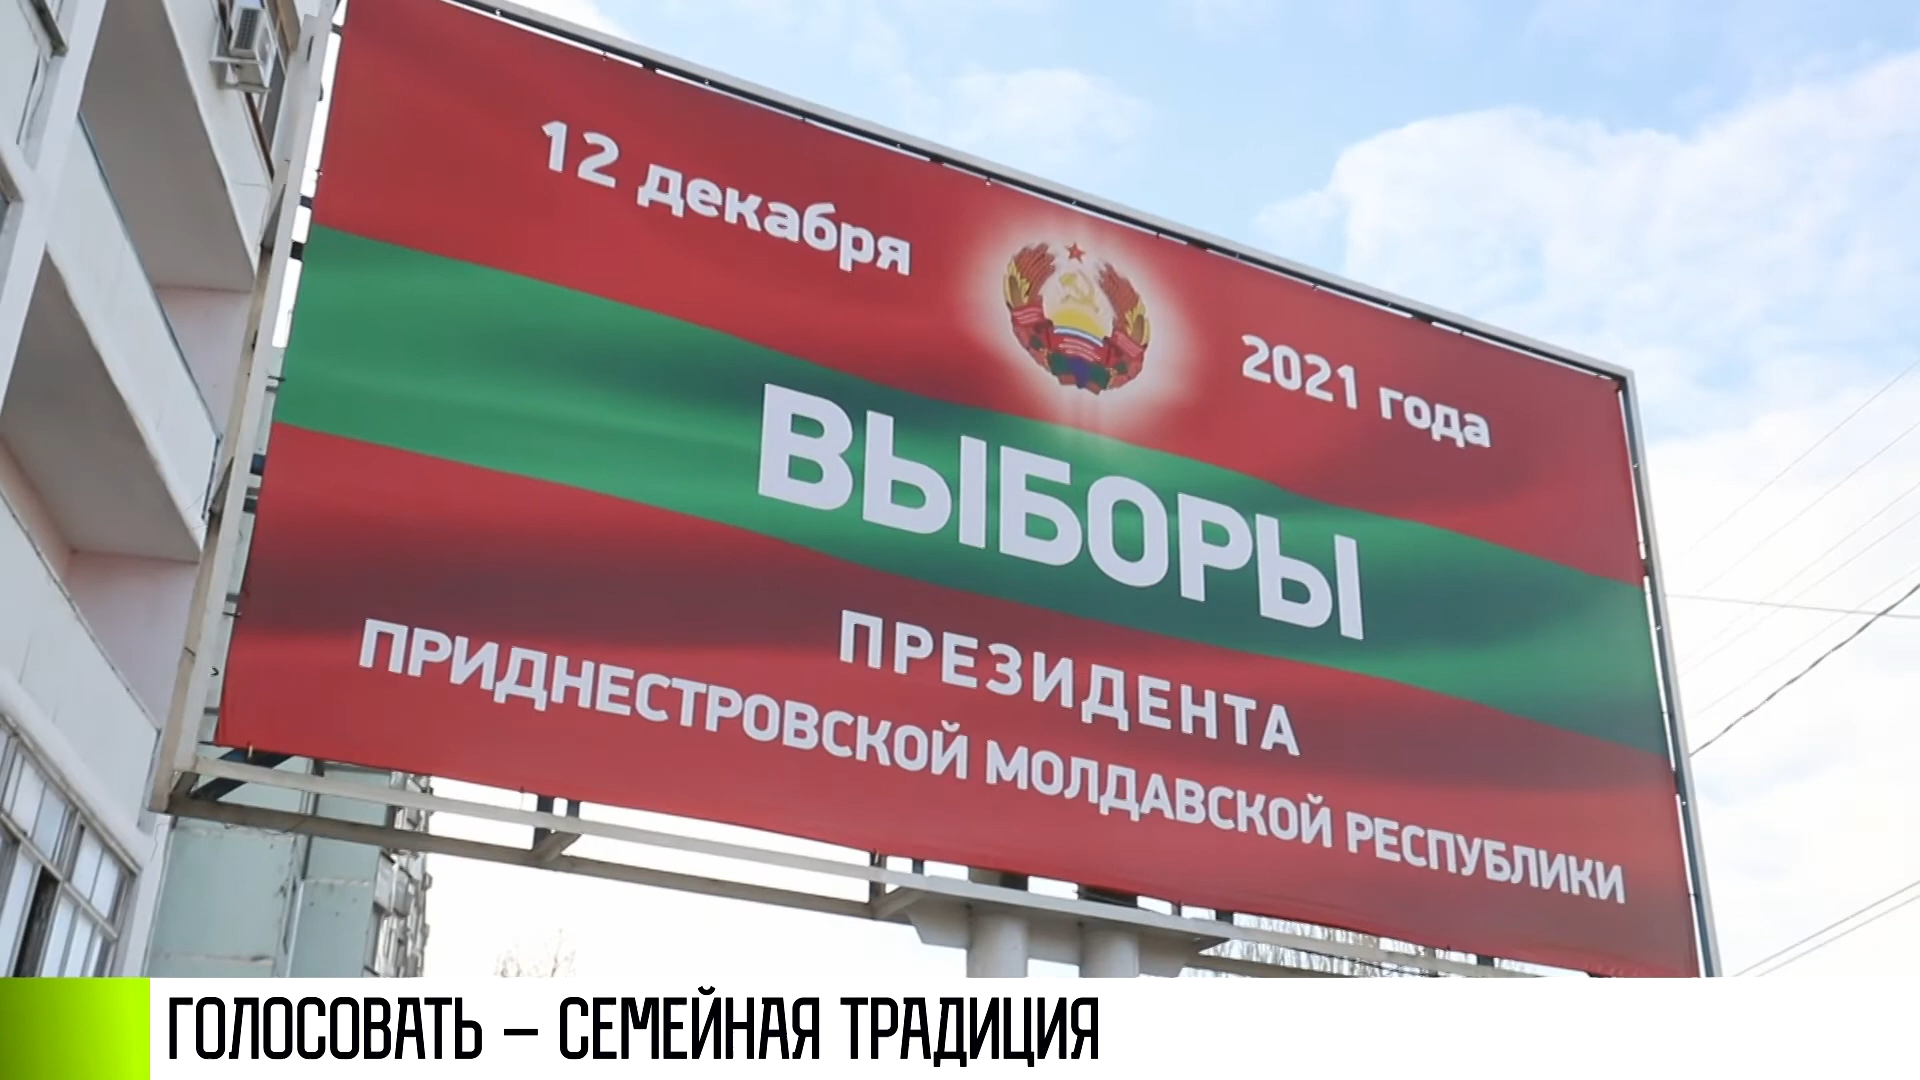 12 декабря
2021 года
ВЫБОРЫ
ПРЕЗИДЕНТА
ПРИДНЕСТРОВСКОЙ МОЛДАВСКОЙ РЕСПУБЛИКИ
ГОЛОСОВАТЬ – СЕМЕЙНАЯ ТРАДИЦИЯ